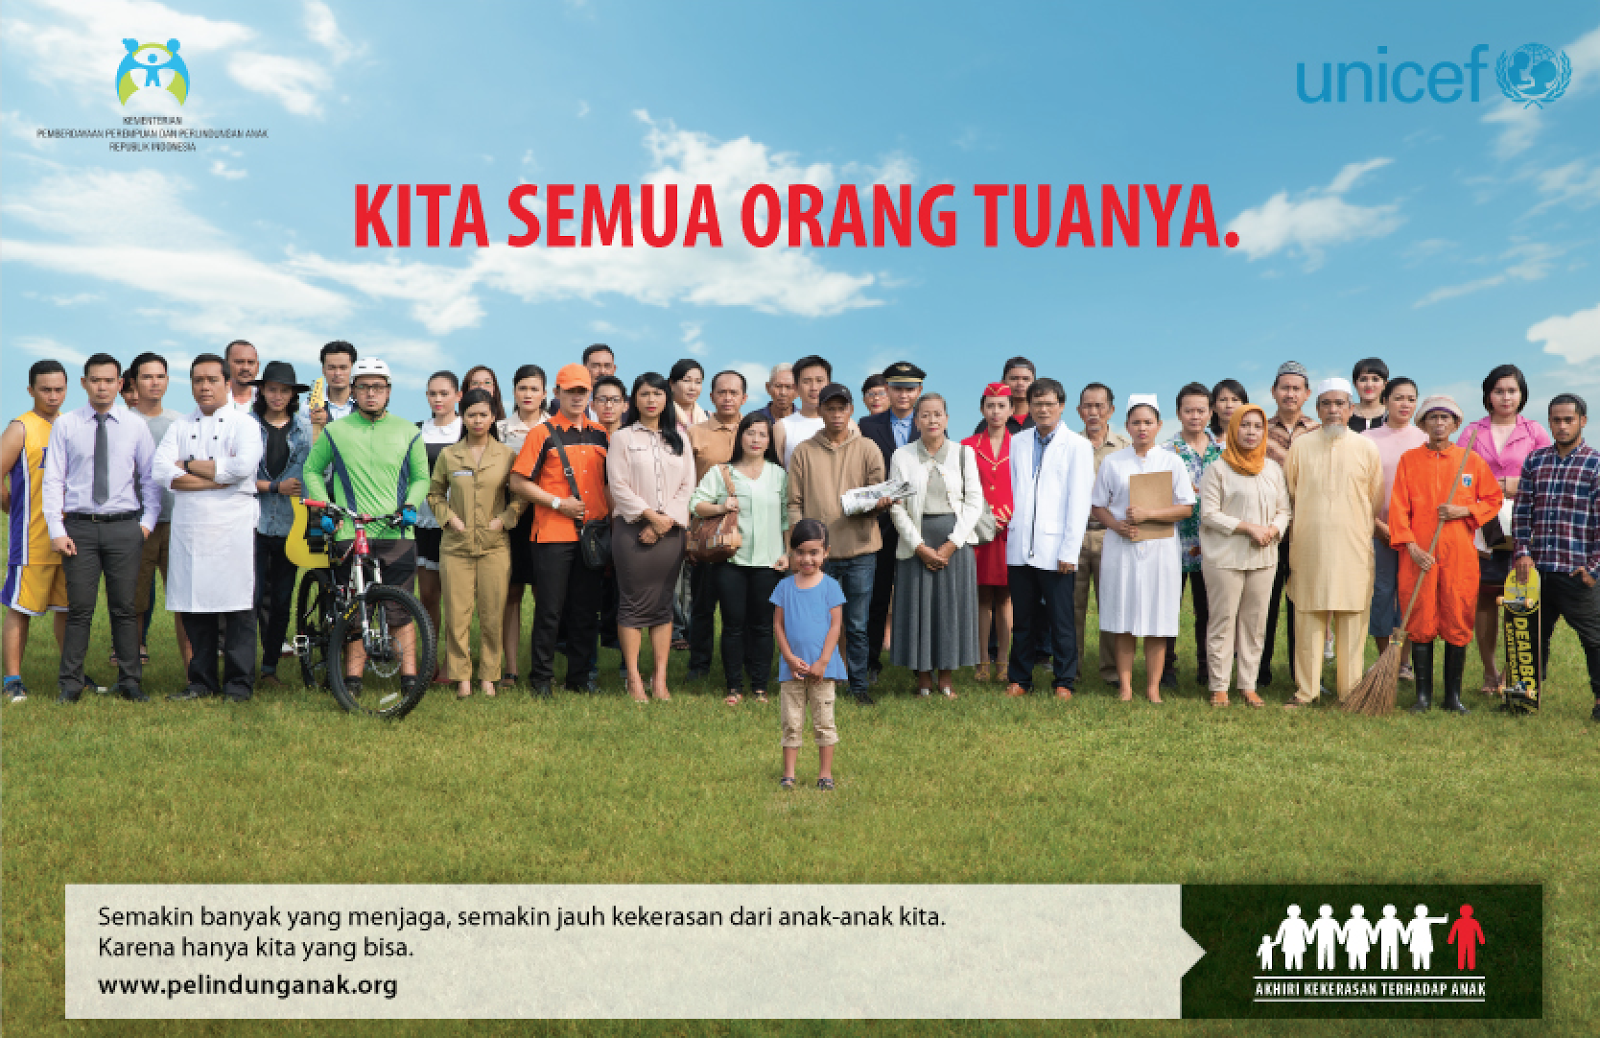 KEMENTERIAN
PEMBERDAYAAN PEREMPUAN DAN PERLINDUNGAN ANAK
REPUBLIK INDONESIA
unicef
KITA SEMUA ORANG TUANYA.
DEADBO
Semakin banyak yang menjaga, semakin jauh kekerasan dari anak-anak kita.
Karena hanya kita yang bisa.
www.pelindunganak.org
AKHIRI KEKERASAN TERHADAP ANAK